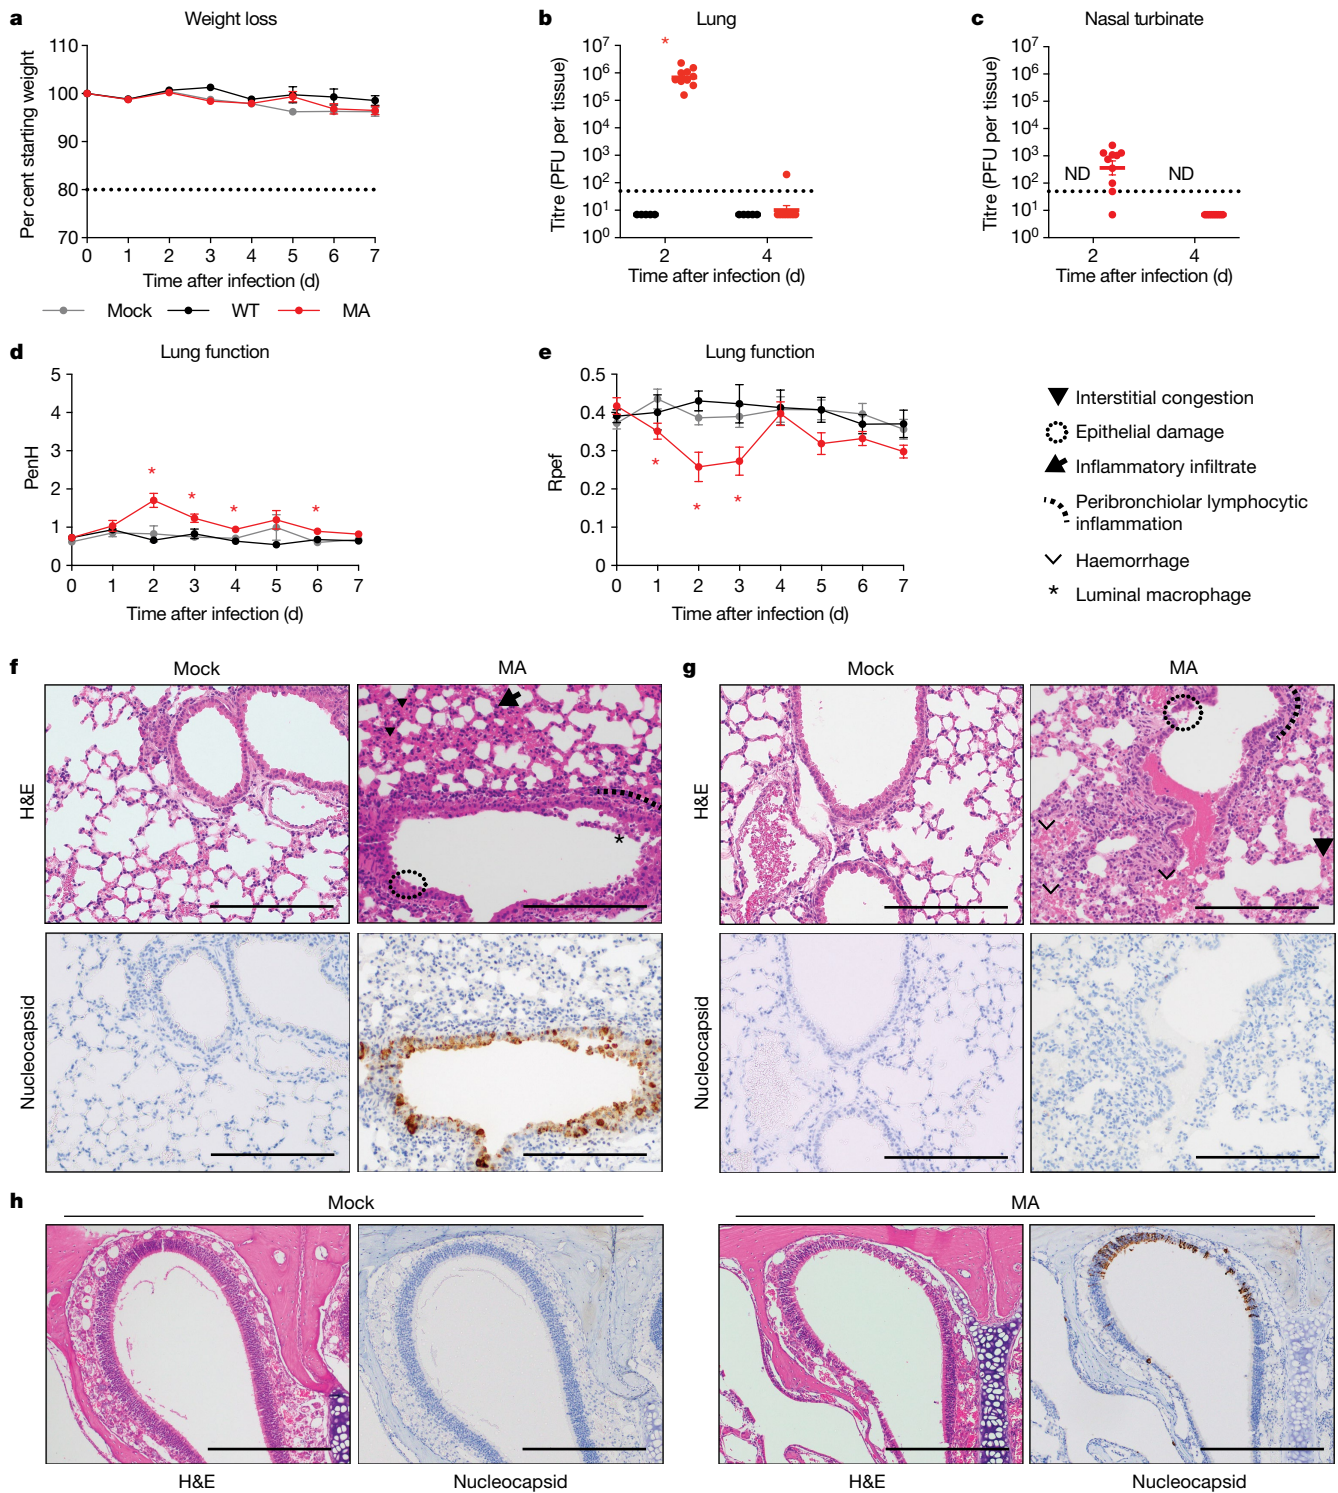 a
Weight loss
Per cent starting weight
110
100
90
80
70
0 1 2 3 4 5 6 7
Time after infection (d)
Mock WT MA
b
Lung
Titre (PFU per tissue)
10⁷
10⁶
10⁵
10⁴
10³
10²
10¹
10⁰
*
2 4
Time after infection (d)
c
Nasal turbinate
Titre (PFU per tissue)
10⁷
10⁶
10⁵
10⁴
10³
10²
10¹
10⁰
ND ND
2 4
Time after infection (d)
d
Lung function
PenH
5
4
3
2
1
0
* * * *
0 1 2 3 4 5 6 7
Time after infection (d)
e
Lung function
Rpef
0.5
0.4
0.3
0.2
0.1
0
* * *
0 1 2 3 4 5 6 7
Time after infection (d)
Interstitial congestion
Epithelial damage
Inflammatory infiltrate
Peribronchiolar lymphocytic
inflammation
Haemorrhage
* Luminal macrophage
f
Mock MA
H&E
*
Nucleocapsid
g
Mock MA
H&E
Nucleocapsid
h
Mock MA
H&E Nucleocapsid H&E Nucleocapsid